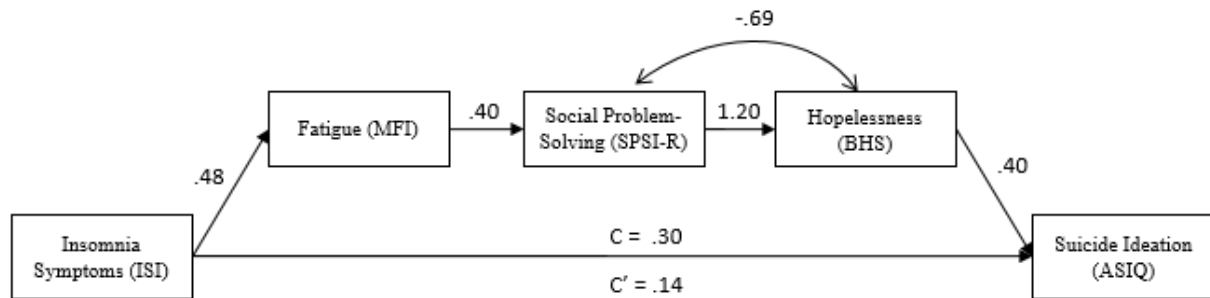 -.69
Fatigue (MFI)
.40
Social Problem-
Solving (SPSI-R)
1.20
Hopelessness
(BHS)
.48
.40
Insomnia
Symptoms (ISI)
C = .30
C′ = .14
Suicide Ideation
(ASIQ)